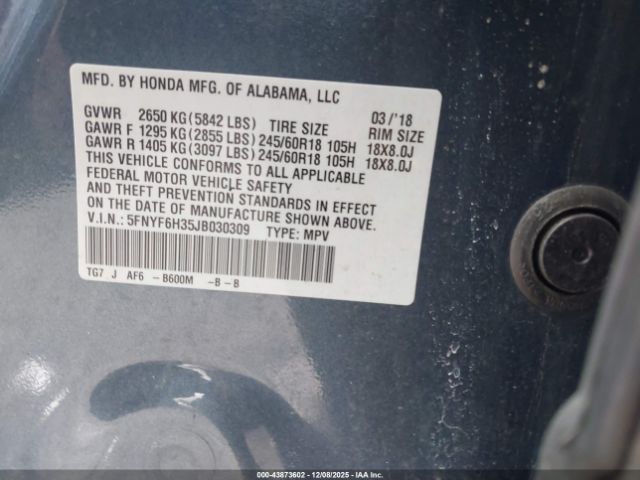 MFD. BY HONDA MFG. OF ALABAMA, LLC
03/'18
GVWR 2650 KG(5842 LBS) TIRE SIZE RIM SIZE
GAWR F 1295 KG(2855 LBS)245/60R18 105H 18X8.0J
GAWR R 1405 KG(3097 LBS)245/60R18 105H 18X8.0J
THIS VEHICLE CONFORMS TO ALL APPLICABLE
FEDERAL MOTOR VEHICLE SAFETY
AND THEFT PREVENTION STANDARDS IN EFFECT
ON THE DATE OF MANUFACTURE SHOWN ABOVE.
V.I.N.: 5FNYF6H35JB030309 TYPE: MPV
TG7 J AF6 -B600M -B-8
00-43873602 • 12/08/2025 • IAA Inc.